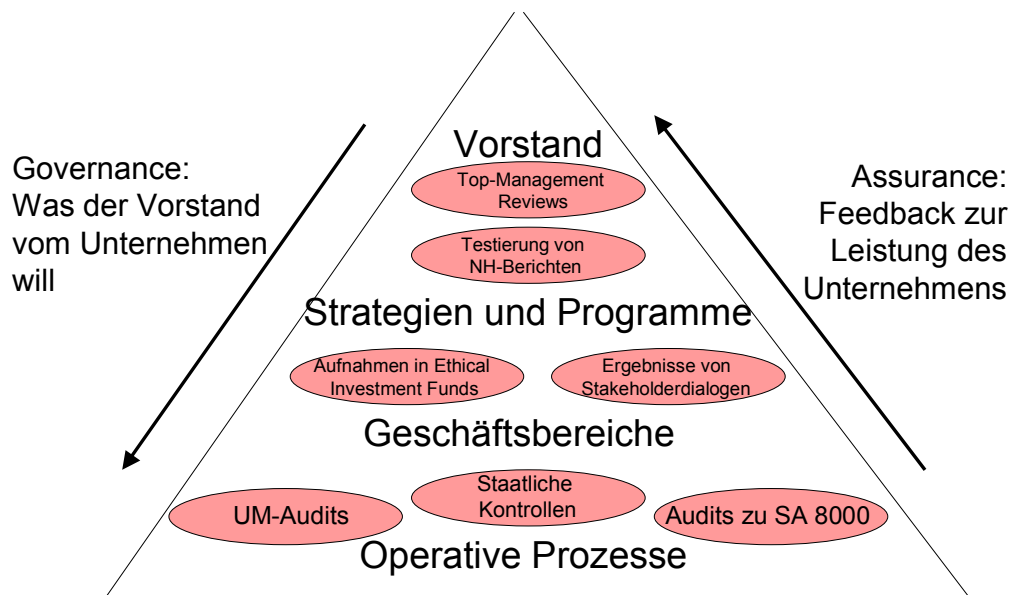 Governance:
Was der Vorstand
vom Unternehmen
will
Vorstand
Top-Management
Reviews
Testierung von
NH-Berichten
Strategien und Programme
Aufnahmen in Ethical
Investment Funds
Ergebnisse von
Stakeholderdialogen
Geschäftsbereiche
UM-Audits
Staatliche
Kontrollen
Audits zu SA 8000
Operative Prozesse
Assurance:
Feedback zur
Leistung des
Unternehmens